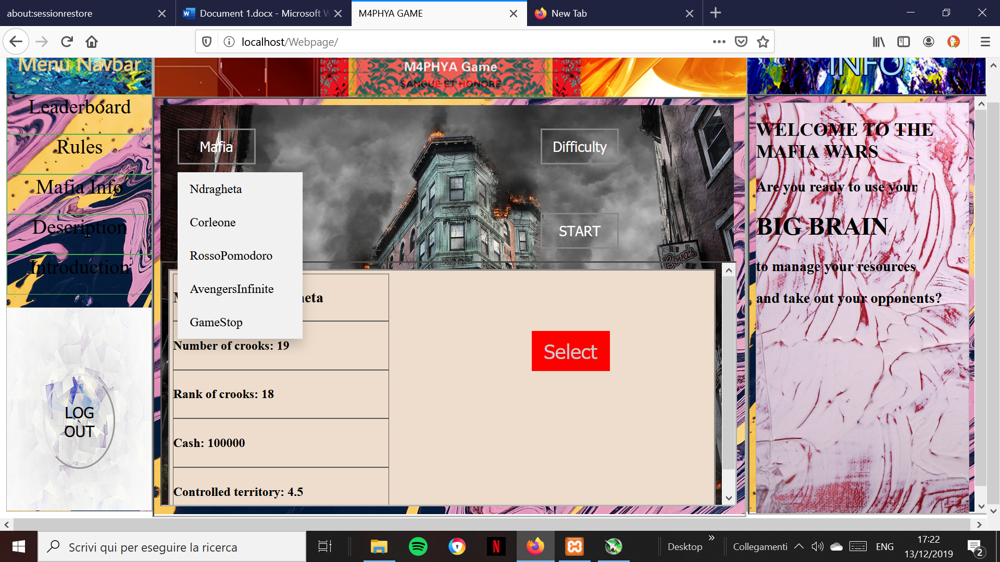 about:sessionrestore
Document 1.docx - Microsoft W
M4PHYA GAME
New Tab
localhost/Webpage/
Menu Navbar
M4PHYA Game
SANGUE ET HONORE
INFO
Leaderboard
Rules
Mafia Info
Description
Introduction
LOG
OUT
Mafia
Difficulty
START
Ndragheta
Corleone
RossoPomodoro
AvengersInfinite
GameStop
Boya's
M
eta
Number of crooks: 19
Rank of crooks: 18
Cash: 100000
Controlled territory: 4.5
Select
WELCOME TO THE
MAFIA WARS
Are you ready to use your
BIG BRAIN
to manage your resources
and take out your opponents?
Scrivi qui per eseguire la ricerca
Desktop
Collegamenti
ENG
17:22
13/12/2019
2